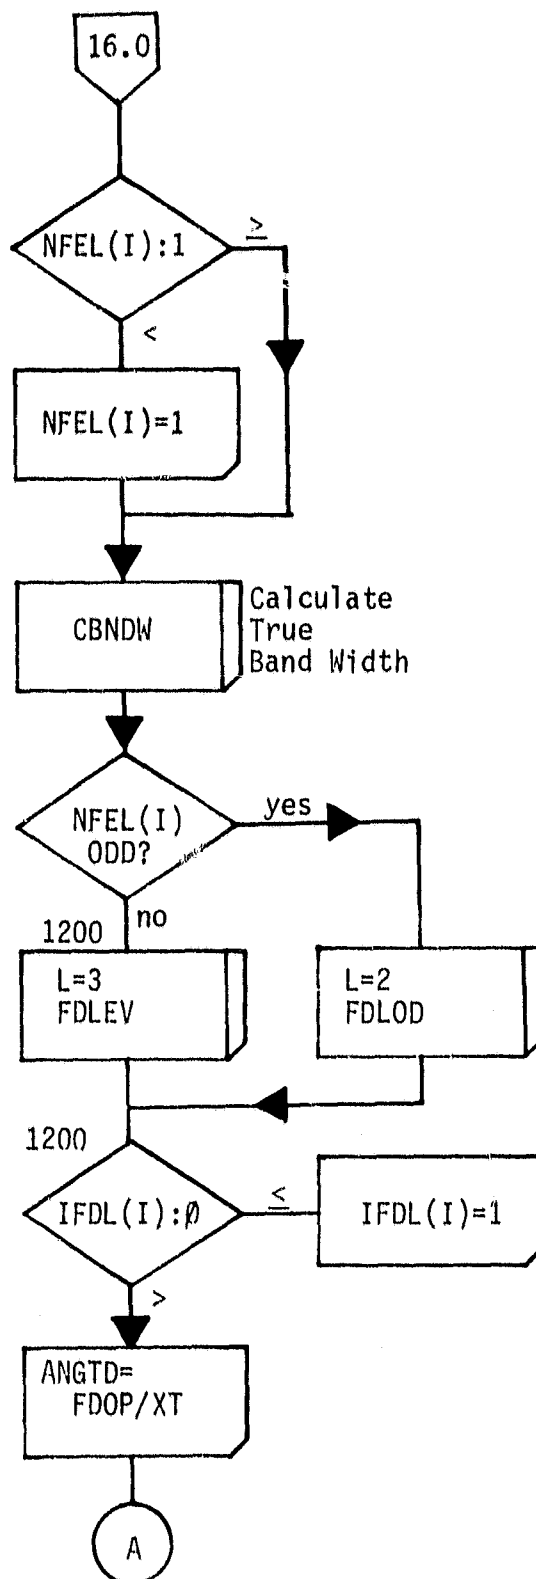 16.0
NFEL(I):1
≥
<
NFEL(I)=1
CBNDW
Calculate
True
Band Width
NFEL(I)
ODD?
yes
no
1200
L=3
FDLEV
L=2
FDLOD
1200
IFDL(I):Ø
≤
IFDL(I)=1
>
ANGTD=
FDOP/XT
A